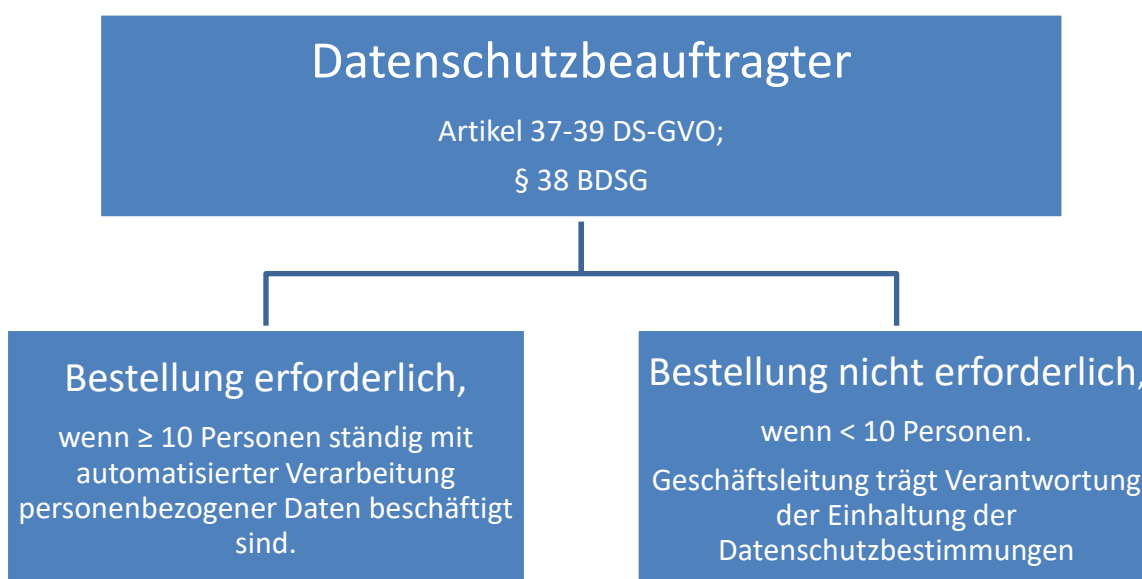 Datenschutzbeauftragter
Artikel 37-39 DS-GVO;
§ 38 BDSG
Bestellung erforderlich,
wenn ≥ 10 Personen ständig mit
automatisierter Verarbeitung
personenbezogener Daten beschäftigt
sind.
Bestellung nicht erforderlich,
wenn < 10 Personen.
Geschäftsleitung trägt Verantwortung
der Einhaltung der
Datenschutzbestimmungen